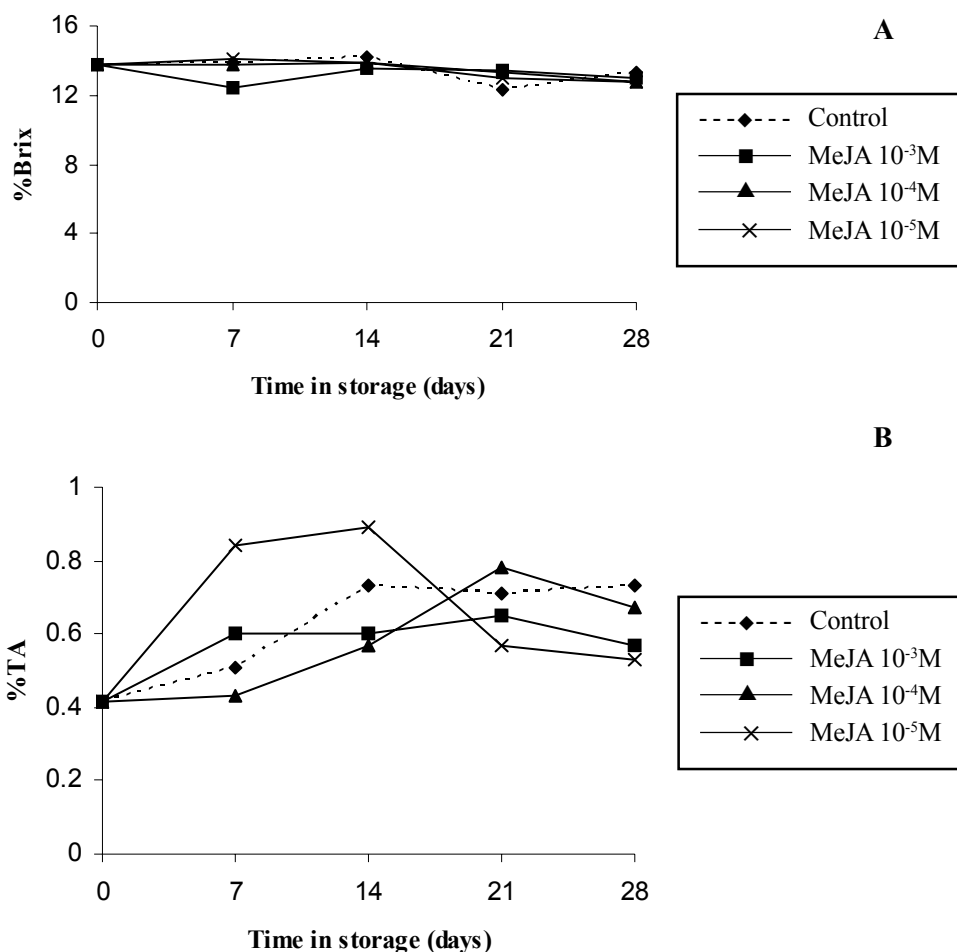 A
16
12
8
4
0
%Brix
0 7 14 21 28
Time in storage (days)
Control
MeJA 10⁻³M
MeJA 10⁻⁴M
MeJA 10⁻⁵M
B
1
0.8
0.6
0.4
0.2
0
%TA
0 7 14 21 28
Time in storage (days)
Control
MeJA 10⁻³M
MeJA 10⁻⁴M
MeJA 10⁻⁵M